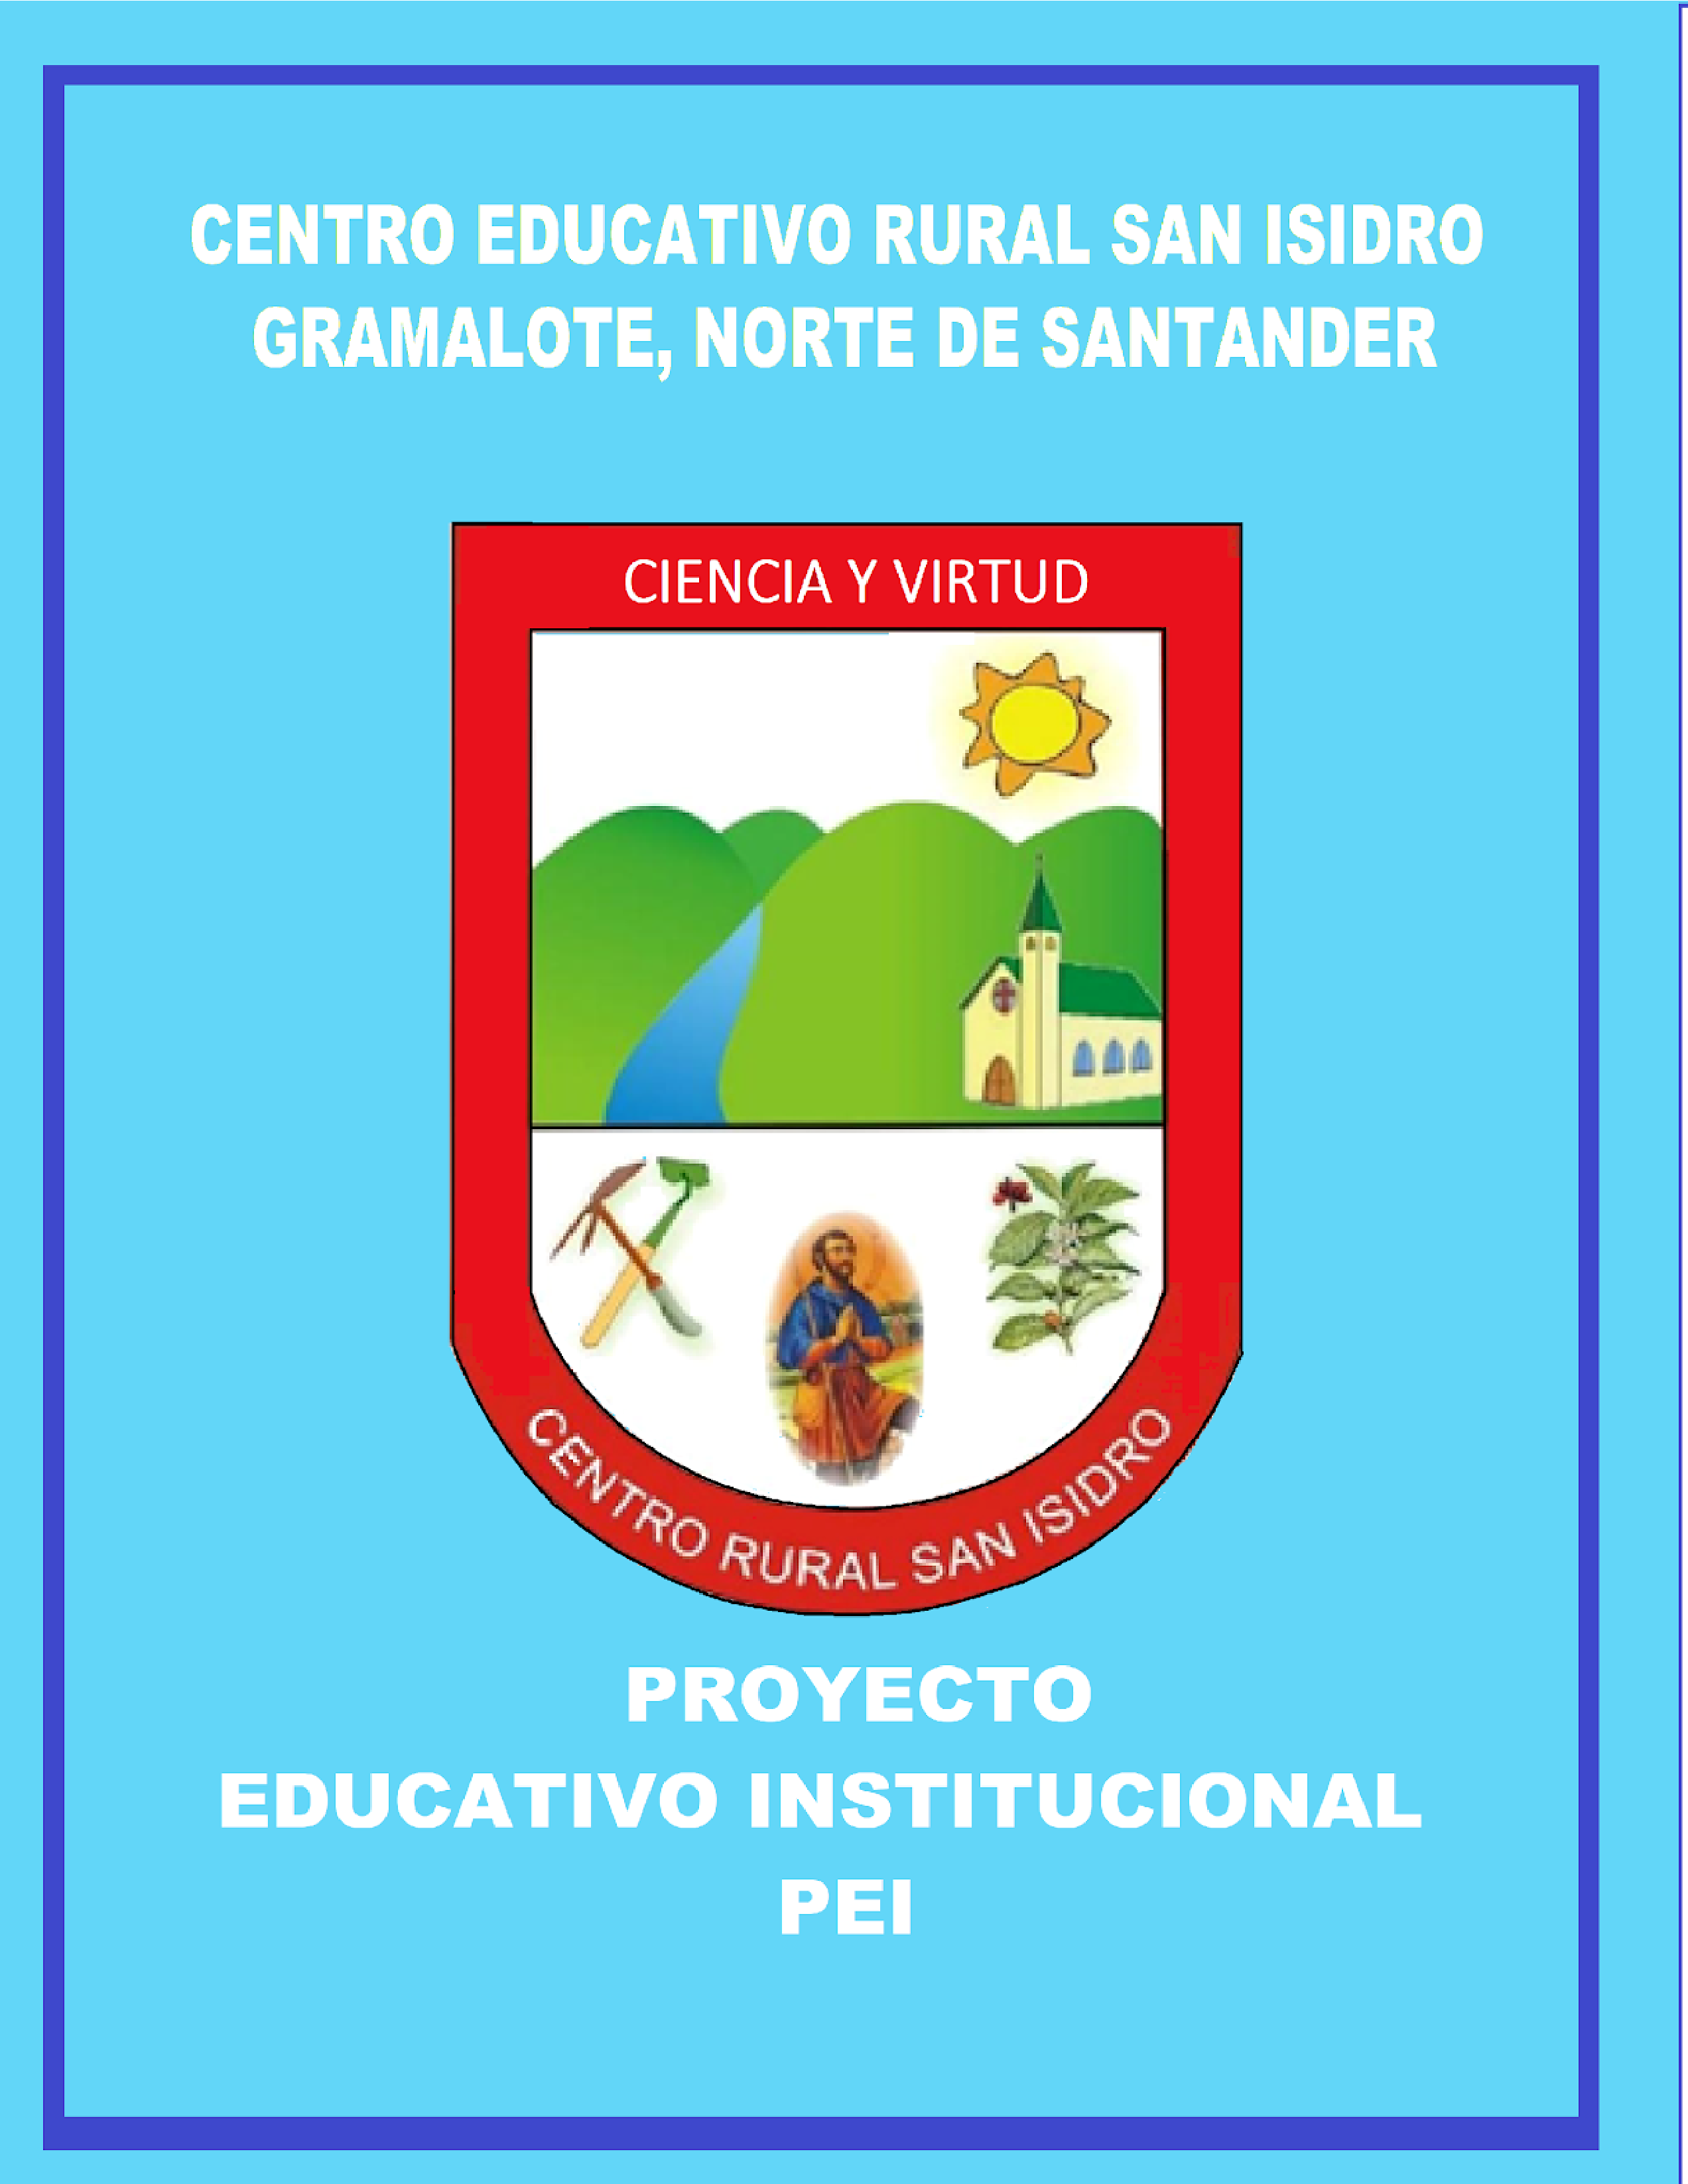 CENTRO EDUCATIVO RURAL SAN ISIDRO
GRAMALOTE, NORTE DE SANTANDER
CIENCIA Y VIRTUD
CENTRO RURAL SAN ISIDRO
PROYECTO
EDUCATIVO INSTITUCIONAL
PEI